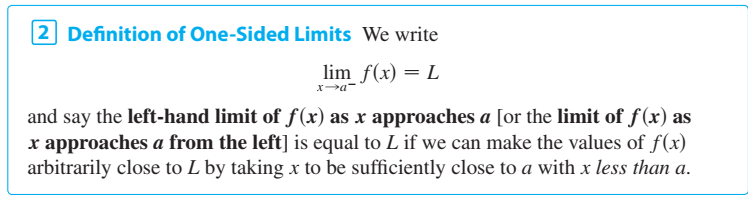 2 Definition of One-Sided Limits We write
lim f(x) = L
x→a⁻
and say the left-hand limit of f(x) as x approaches a [or the limit of f(x) as
x approaches a from the left] is equal to L if we can make the values of f(x)
arbitrarily close to L by taking x to be sufficiently close to a with x less than a.